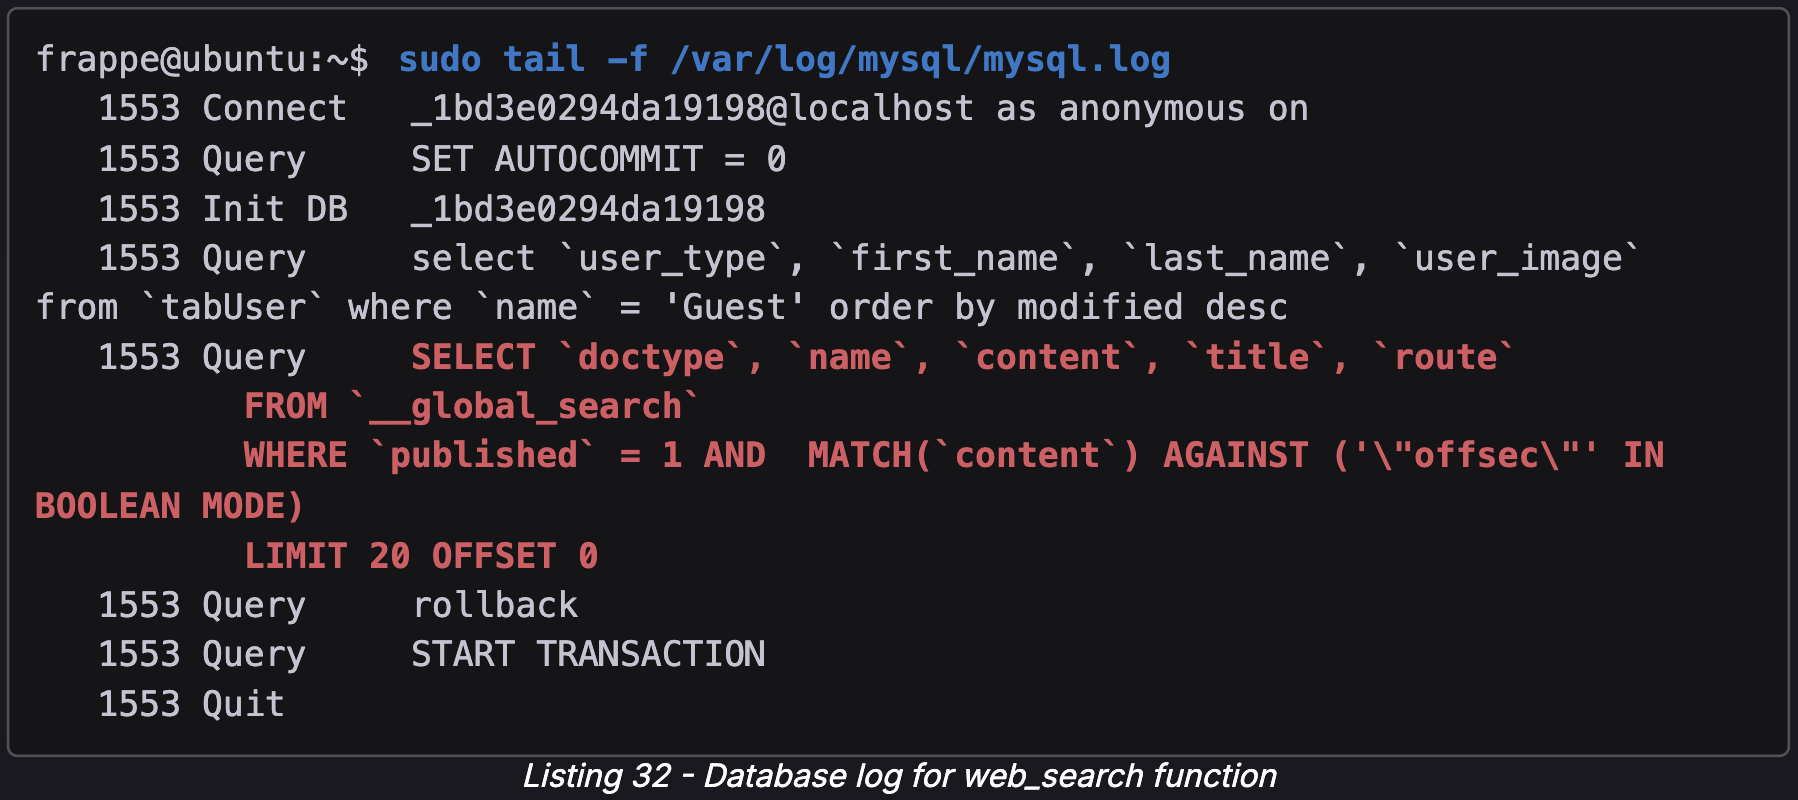 frappe@ubuntu:~$ sudo tail -f /var/log/mysql/mysql.log
   1553 Connect   _1bd3e0294da19198@localhost as anonymous on
   1553 Query     SET AUTOCOMMIT = 0
   1553 Init DB   _1bd3e0294da19198
   1553 Query     select `user_type`, `first_name`, `last_name`, `user_image`
from `tabUser` where `name` = 'Guest' order by modified desc
   1553 Query     SELECT `doctype`, `name`, `content`, `title`, `route`
          FROM `__global_search`
          WHERE `published` = 1 AND  MATCH(`content`) AGAINST ('\"offsec\"' IN
BOOLEAN MODE)
          LIMIT 20 OFFSET 0
   1553 Query     rollback
   1553 Query     START TRANSACTION
   1553 Quit
Listing 32 - Database log for web_search function